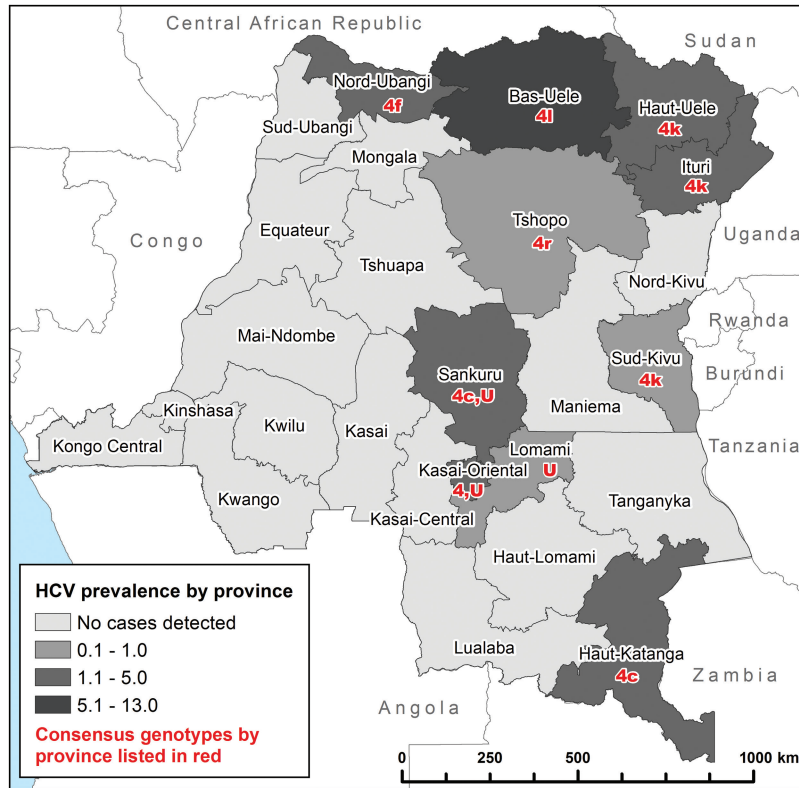 Central African Republic
Sudan
Nord-Ubangi
4f
Bas-Uele
4l
Haut-Uele
4k
Sud-Ubangi
Mongala
Ituri
4k
Congo
Equateur
Tshopo
4r
Uganda
Tshuapa
Nord-Kivu
Mai-Ndombe
Rwanda
Sankuru
4c,U
Sud-Kivu
4k
Burundi
Kinshasa
Kwilu
Kasai
Maniema
Kongo Central
Lomami
U
Tanzania
Kasai-Oriental
4,U
Kwango
Tanganyka
Kasai-Central
Haut-Lomami
Lualaba
Haut-Katanga
4c
Zambia
Angola
HCV prevalence by province
No cases detected
0.1 - 1.0
1.1 - 5.0
5.1 - 13.0
Consensus genotypes by
province listed in red
0 250 500 1000 km